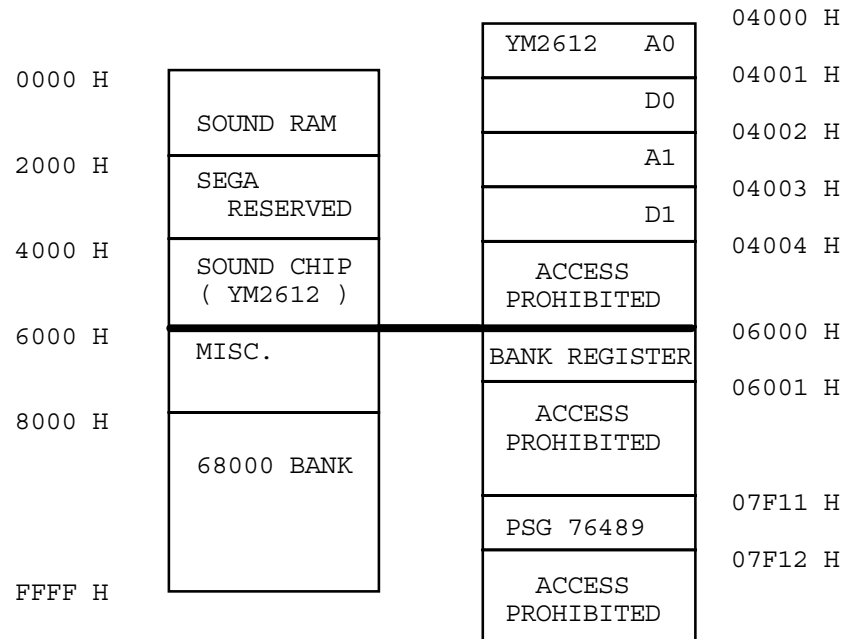 0000 H
SOUND RAM
2000 H
SEGA
RESERVED
4000 H
SOUND CHIP
( YM2612 )
6000 H
MISC.
8000 H
68000 BANK
FFFF H
04000 H
YM2612 A0
04001 H
D0
04002 H
A1
04003 H
D1
04004 H
ACCESS
PROHIBITED
06000 H
BANK REGISTER
06001 H
ACCESS
PROHIBITED
07F11 H
PSG 76489
07F12 H
ACCESS
PROHIBITED